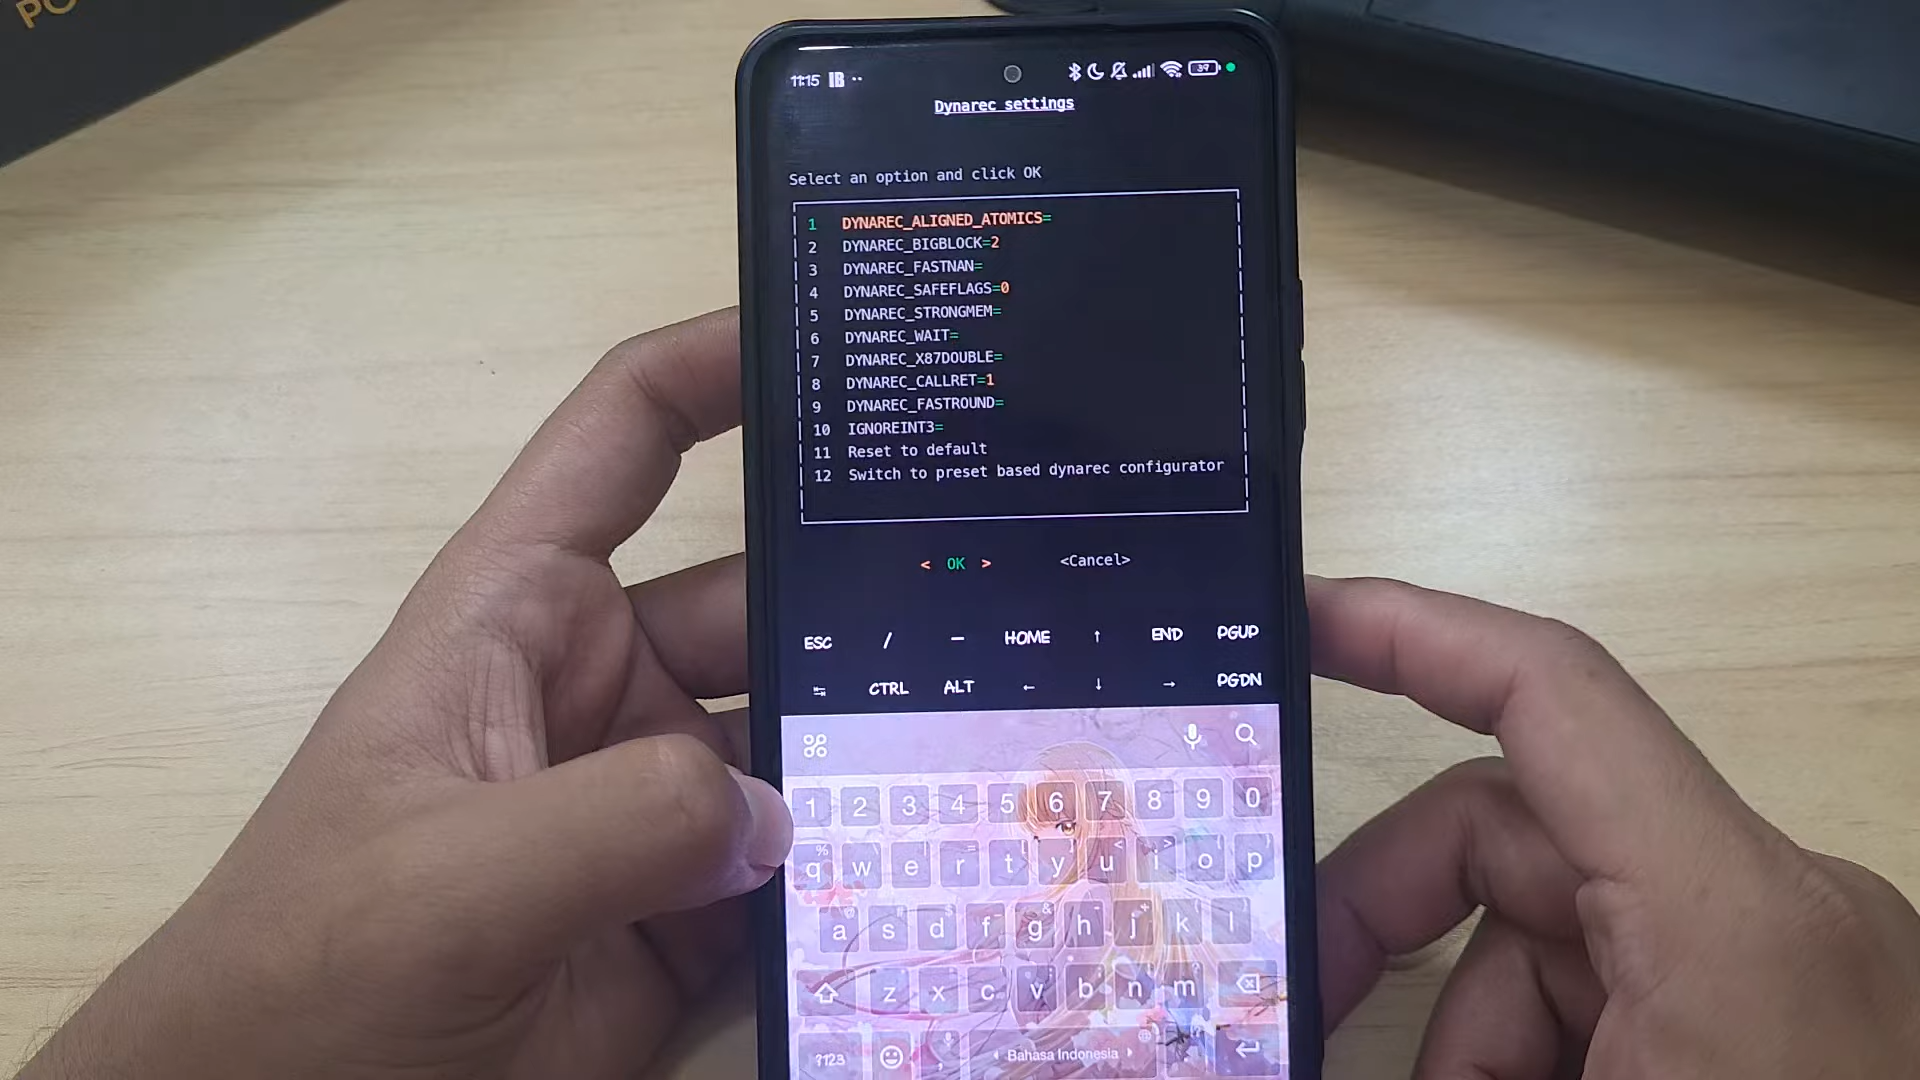 PO
11:15
39
Dynarec settings
Select an option and click OK
1 DYNAREC_ALIGNED_ATOMICS=
2 DYNAREC_BIGBLOCK=2
3 DYNAREC_FASTNAN=
4 DYNAREC_SAFEFLAGS=0
5 DYNAREC_STRONGMEM=
6 DYNAREC_WAIT=
7 DYNAREC_X87DOUBLE=
8 DYNAREC_CALLRET=1
9 DYNAREC_FASTROUND=
10 IGNOREINT3=
11 Reset to default
12 Switch to preset based dynarec configurator
< OK > <Cancel>
ESC / — HOME ↑ END PGUP
↹ CTRL ALT ← ↓ → PGDN
1 2 3 4 5 6 7 8 9 0
q w e r t y u i o p
a s d f g h j k l
z x c v b n m
?123 , Bahasa Indonesia .